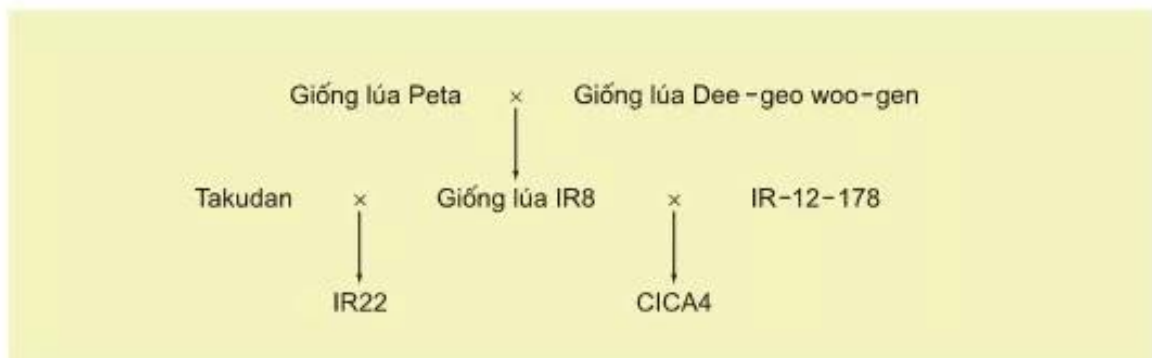 Giống lúa Peta × Giống lúa Dee-geo woo-gen
Takudan × Giống lúa IR8 × IR-12-178
IR22 CICA4